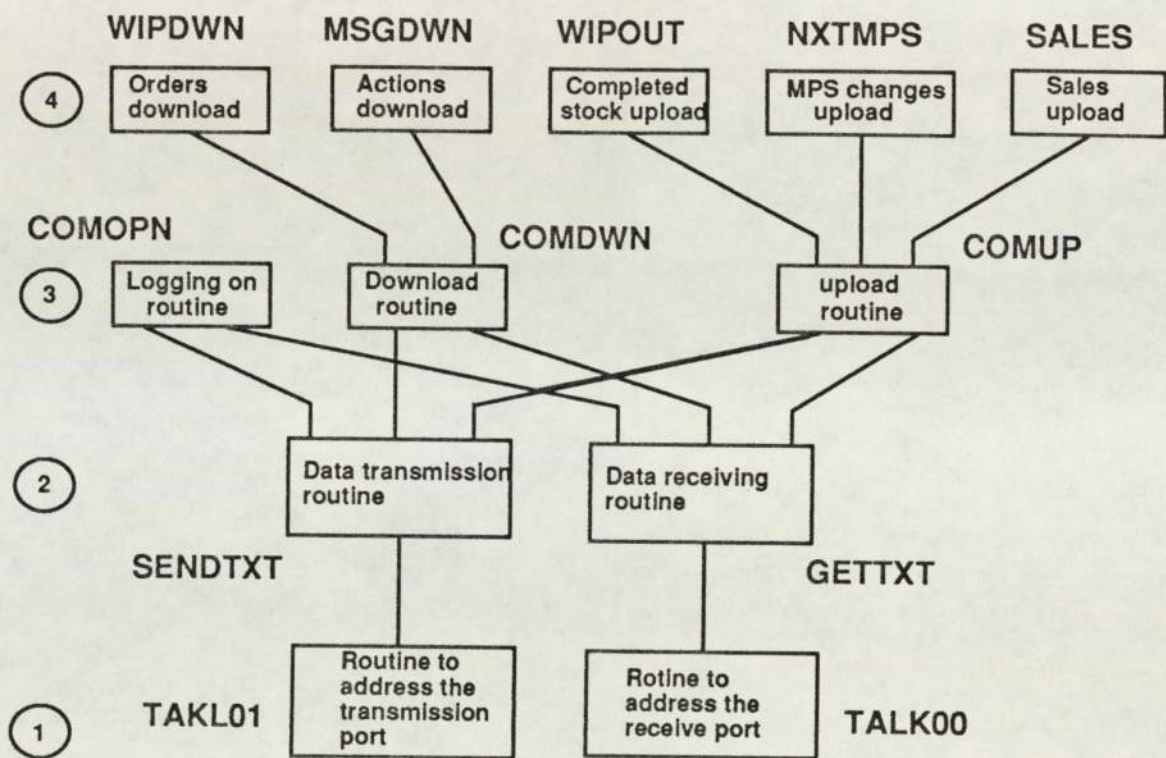 WIPDWN MSGDWN WIPOUT NXTMPS SALES
4
Orders
download
Actions
download
Completed
stock upload
MPS changes
upload
Sales
upload
COMOPN
COMDWN
COMUP
3
Logging on
routine
Download
routine
upload
routine
2
Data transmission
routine
Data receiving
routine
SENDTXT
GETTXT
1
TAKL01
Routine to
address the
transmission
port
Rotine to
address the
receive port
TALK00